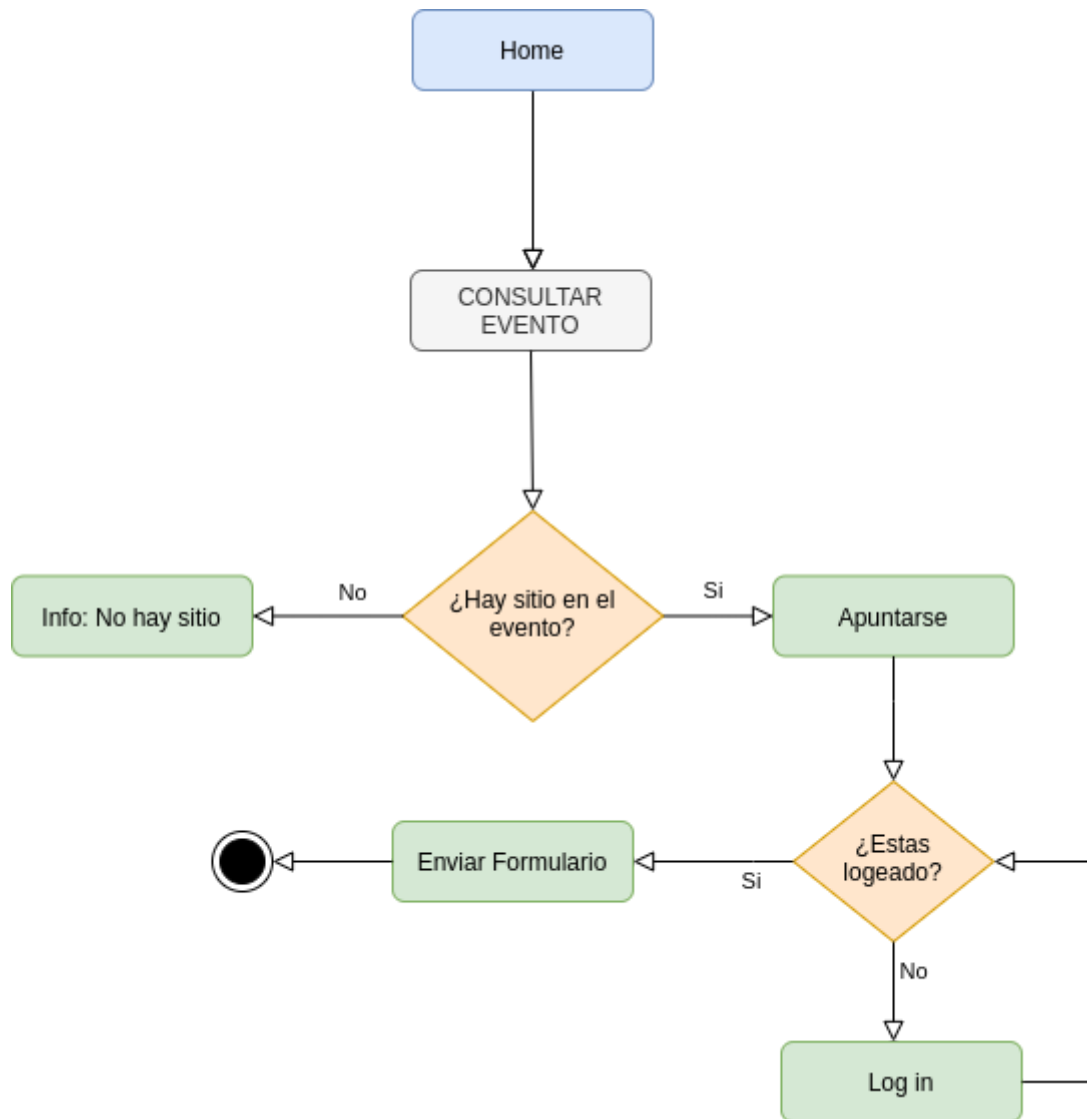 Home
CONSULTAR
EVENTO
¿Hay sitio en el
evento?
No
Si
Info: No hay sitio
Apuntarse
¿Estas
logeado?
Si
Enviar Formulario
No
Log in